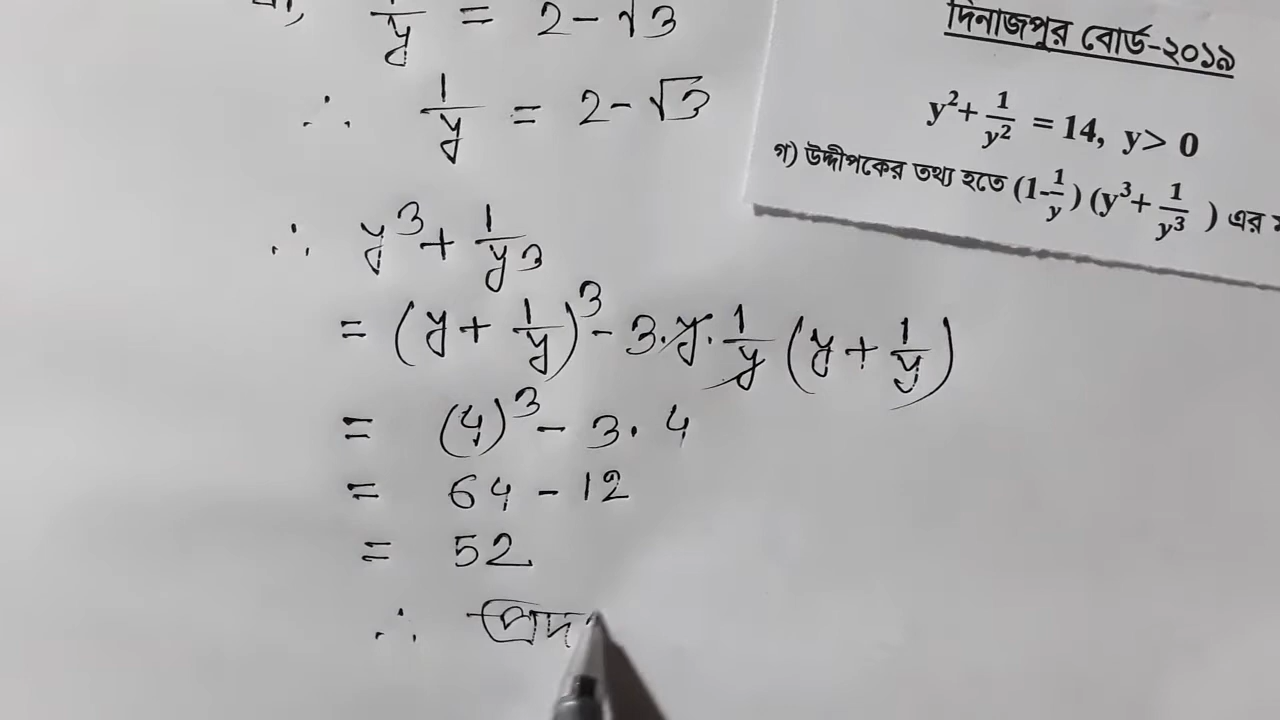 বা, 1/y = 2 - √3
∴ 1/y = 2 - √3
∴ y³ + 1/y³
= (y + 1/y)³ - 3.y.1/y (y + 1/y)
= (4)³ - 3.4
= 64 - 12
= 52
∴
দিনাজপুর বোর্ড-২০১৯
y² + 1/y² = 14, y > 0
গ) উদ্দীপকের তথ্য হতে (1-1/y) (y³ + 1/y³) এর